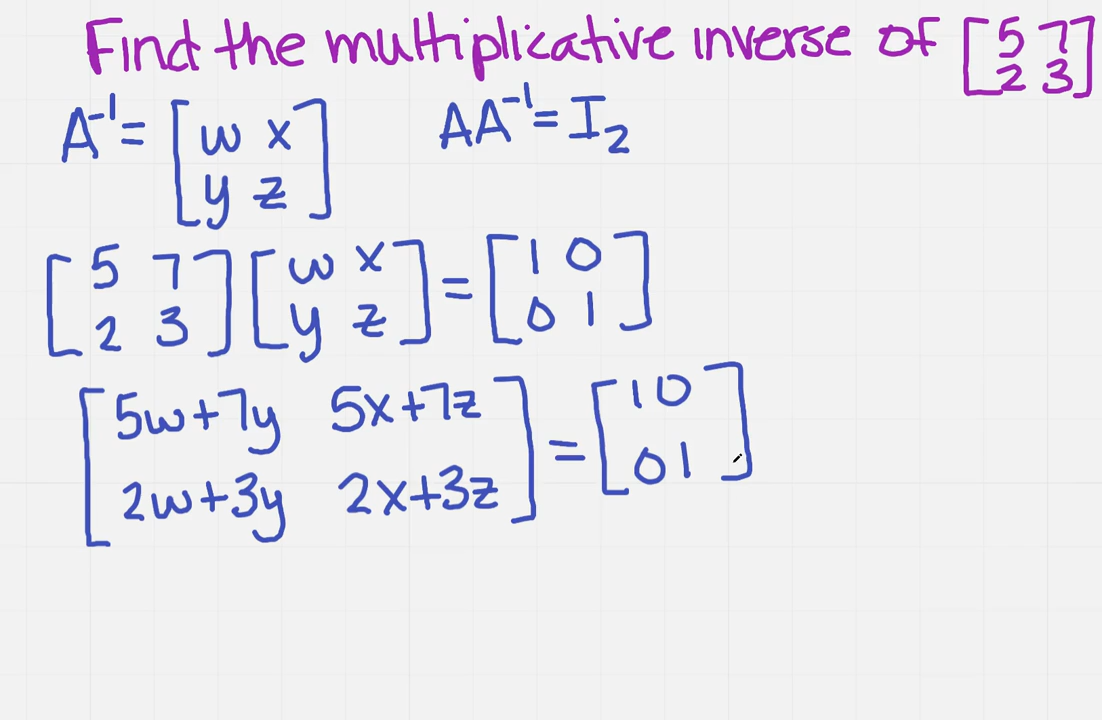 Find the multiplicative inverse of [5 7
2 3]
A⁻¹ = [w x
y z] AA⁻¹ = I₂
[5 7
2 3] [w x
y z] = [1 0
0 1]
[5w+7y 5x+7z
2w+3y 2x+3z] = [1 0
0 1]